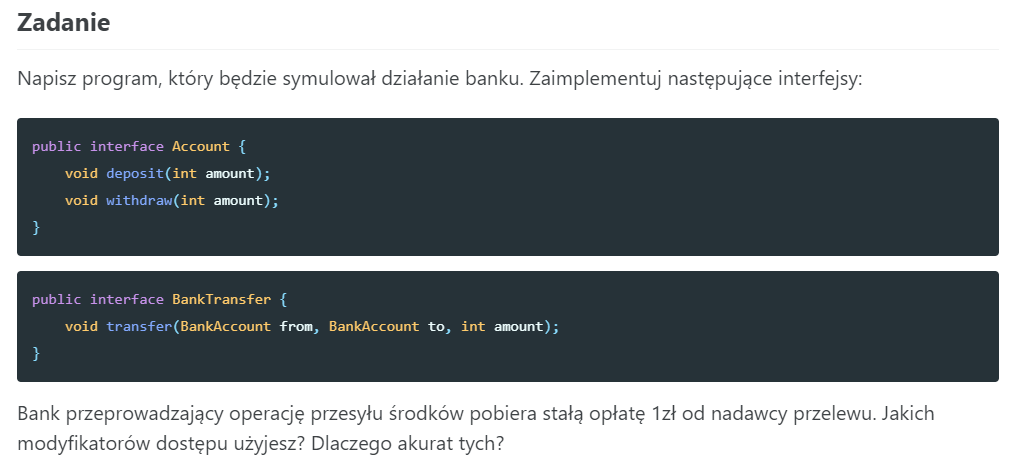 Zadanie
Napisz program, który będzie symulował działanie banku. Zaimplementuj następujące interfejsy:
public interface Account {
    void deposit(int amount);
    void withdraw(int amount);
}
public interface BankTransfer {
    void transfer(BankAccount from, BankAccount to, int amount);
}
Bank przeprowadzający operację przesyłu środków pobiera stałą opłatę 1zł od nadawcy przelewu. Jakich
modyfikatorów dostępu użyjesz? Dlaczego akurat tych?